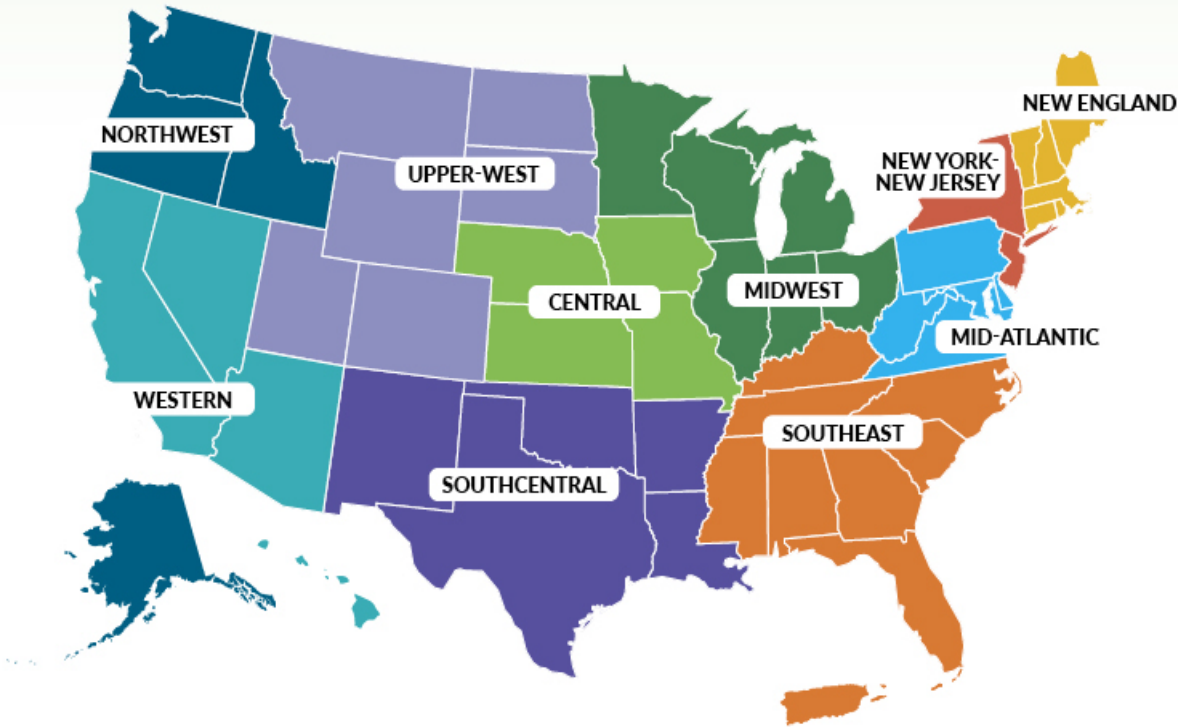 NEW ENGLAND
NORTHWEST
NEW YORK-
NEW JERSEY
UPPER-WEST
MIDWEST
CENTRAL
MID-ATLANTIC
WESTERN
SOUTHEAST
SOUTHCENTRAL